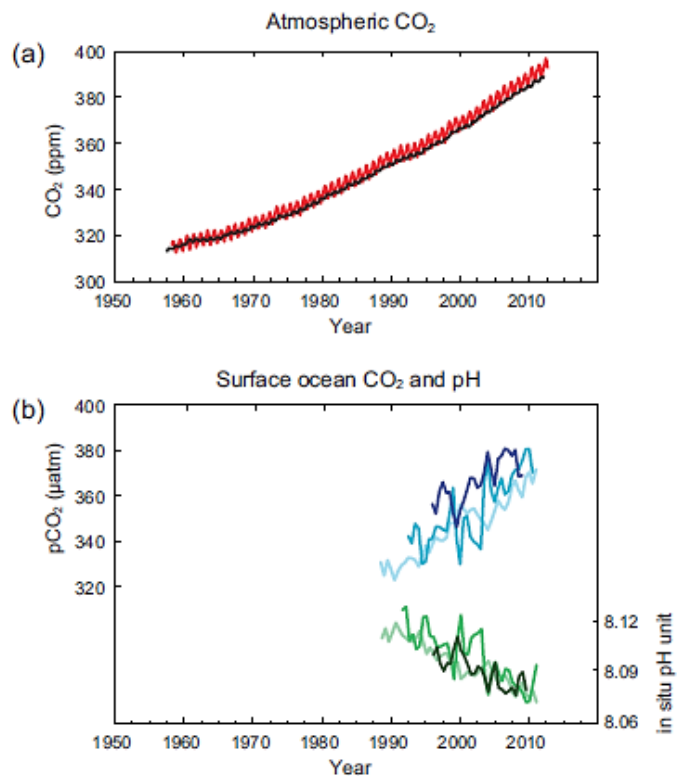 Atmospheric CO₂
(a)
400
380
360
340
320
300
CO₂ (ppm)
1950 1960 1970 1980 1990 2000 2010
Year
Surface ocean CO₂ and pH
(b)
400
380
360
340
320
pCO₂ (µatm)
8.12
8.09
8.06
in situ pH unit
1950 1960 1970 1980 1990 2000 2010
Year